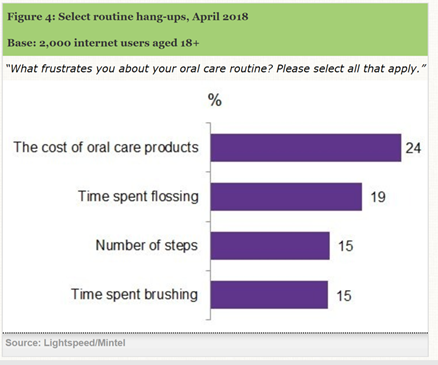 Figure 4: Select routine hang-ups, April 2018
Base: 2,000 internet users aged 18+
“What frustrates you about your oral care routine? Please select all that apply.”
%
The cost of oral care products 24
Time spent flossing 19
Number of steps 15
Time spent brushing 15
Source: Lightspeed/Mintel